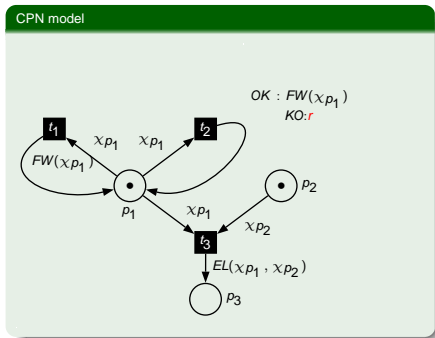 CPN model
OK : FW(χp₁)
KO:r
t₁
χp₁
χp₁
t₂
FW(χp₁)
p₁
p₂
χp₁
χp₂
t₃
EL(χp₁ , χp₂)
p₃